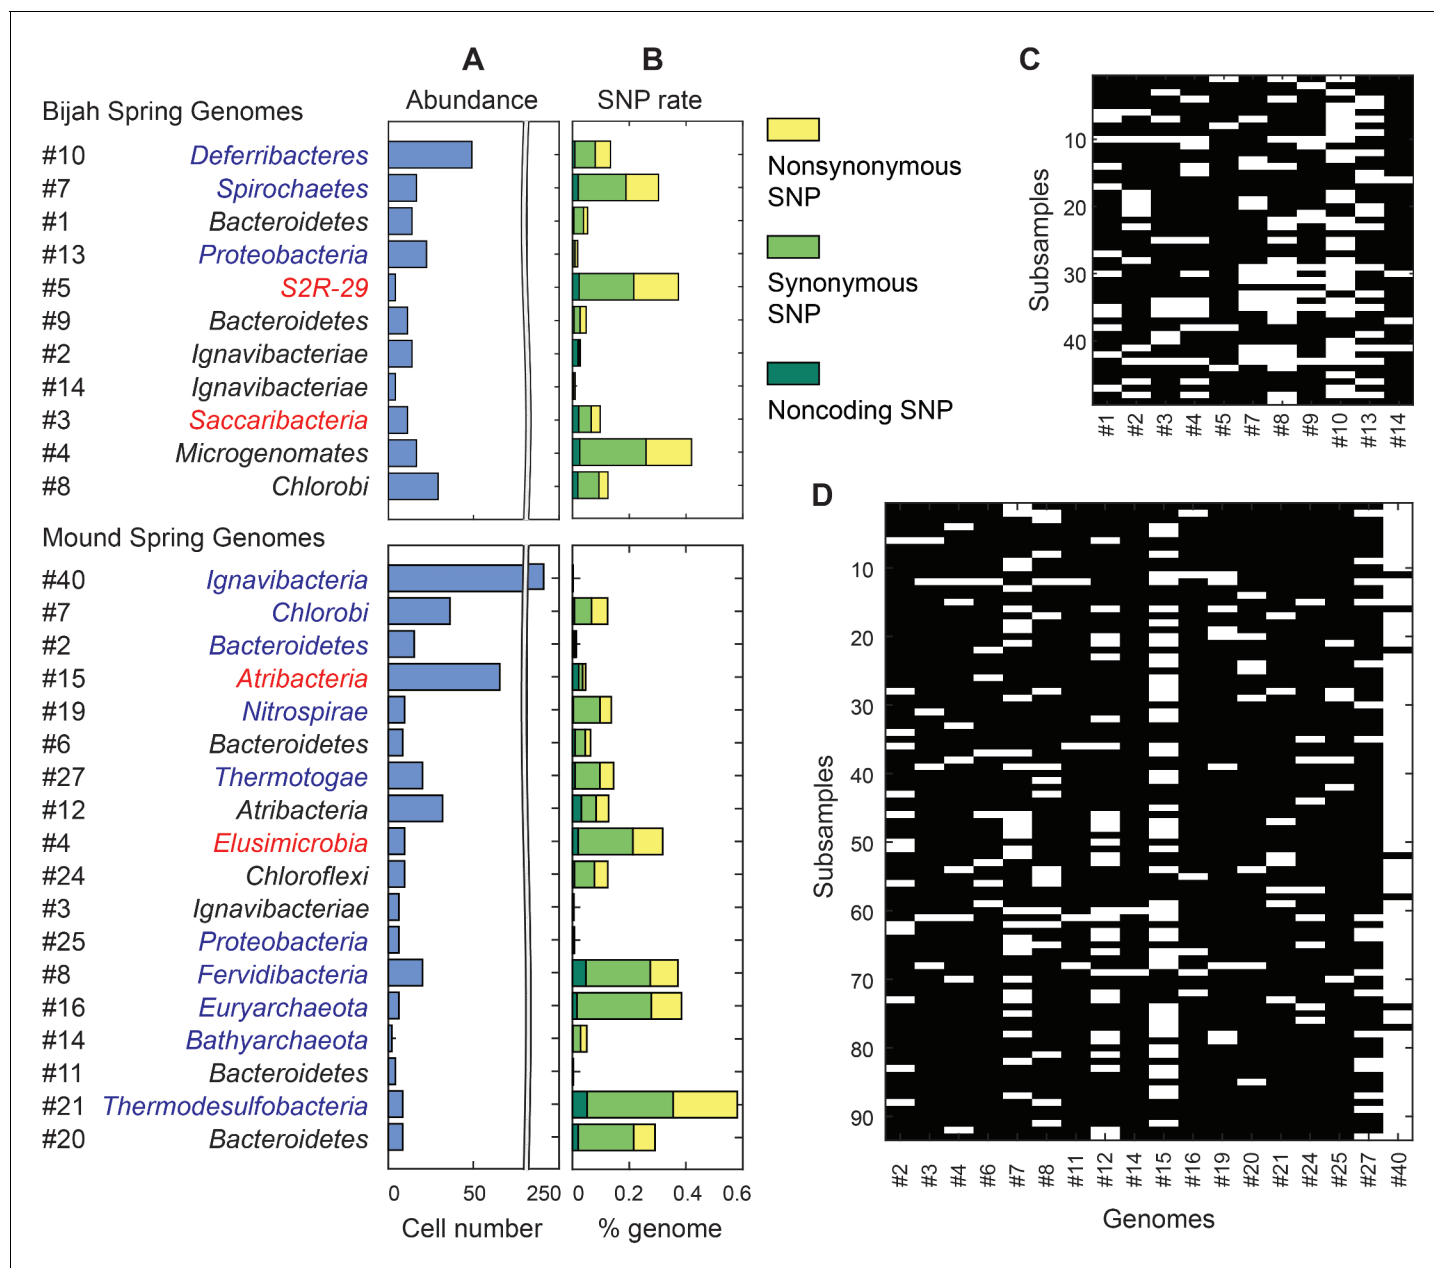 A
B
C
Abundance
SNP rate
Bijah Spring Genomes
#10 Deferribacteres
#7 Spirochaetes
#1 Bacteroidetes
#13 Proteobacteria
#5 S2R-29
#9 Bacteroidetes
#2 Ignavibacteriae
#14 Ignavibacteriae
#3 Saccaribacteria
#4 Microgenomates
#8 Chlorobi
Mound Spring Genomes
#40 Ignavibacteria
#7 Chlorobi
#2 Bacteroidetes
#15 Atribacteria
#19 Nitrospirae
#6 Bacteroidetes
#27 Thermotogae
#12 Atribacteria
#4 Elusimicrobia
#24 Chloroflexi
#3 Ignavibacteriae
#25 Proteobacteria
#8 Fervidibacteria
#16 Euryarchaeota
#14 Bathyarchaeota
#11 Bacteroidetes
#21 Thermodesulfobacteria
#20 Bacteroidetes
0 50 250
Cell number
0 0.2 0.4 0.6
% genome
Nonsynonymous
SNP
Synonymous
SNP
Noncoding SNP
Subsamples
10
20
30
40
#1 #2 #3 #4 #5 #7 #8 #9 #10 #13 #14
D
Subsamples
10
20
30
40
50
60
70
80
90
#2 #3 #4 #6 #7 #8 #11 #12 #14 #15 #16 #19 #20 #21 #24 #25 #27 #40
Genomes